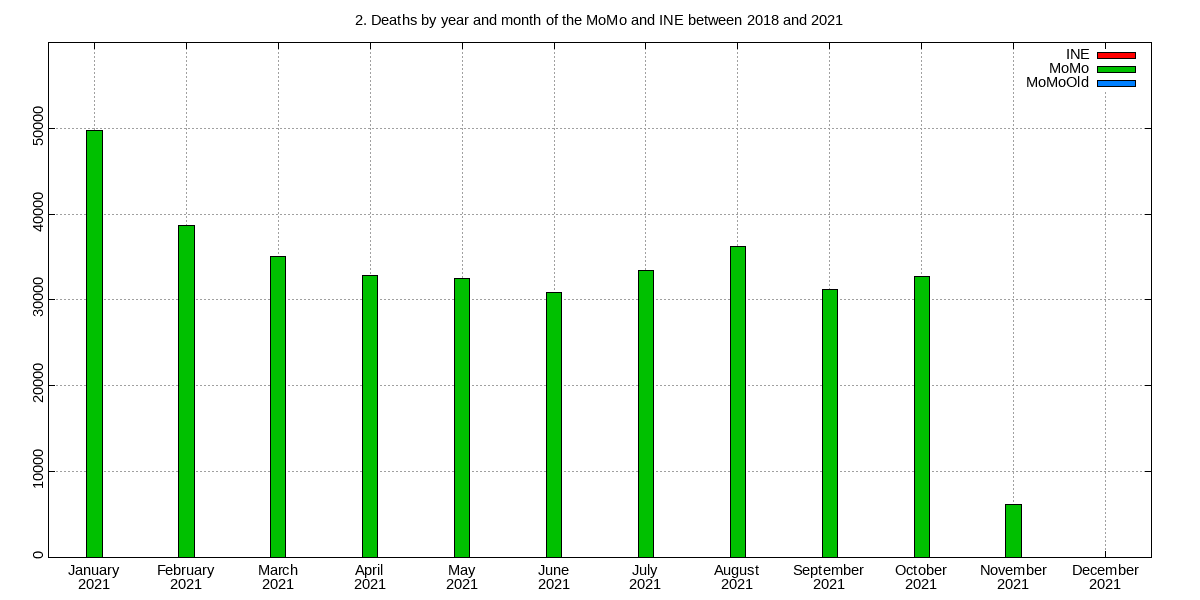 2. Deaths by year and month of the MoMo and INE between 2018 and 2021
INE
MoMo
MoMoOld
50000
40000
30000
20000
10000
0
January February March April May June July August September October November December
2021 2021 2021 2021 2021 2021 2021 2021 2021 2021 2021 2021